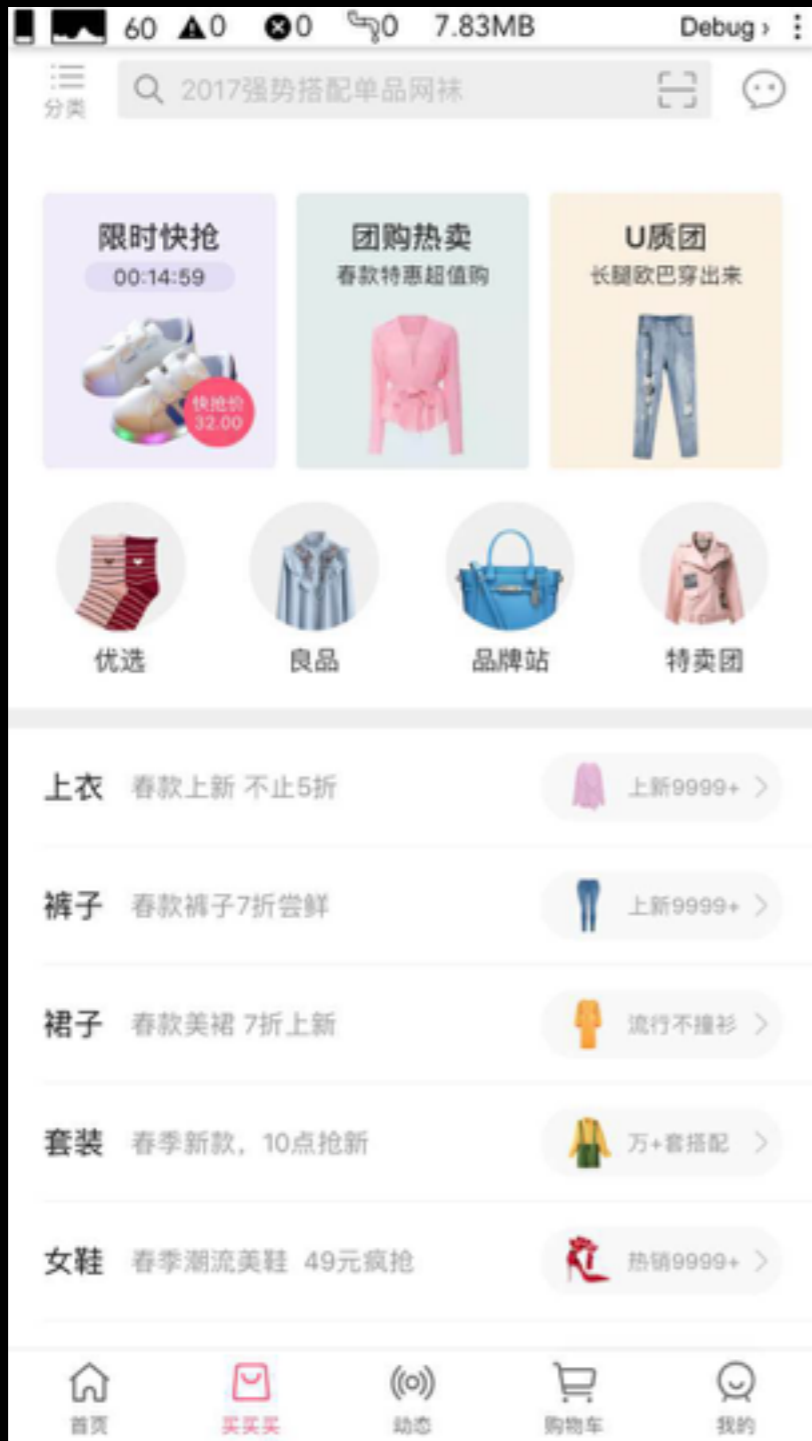 60 0 0 0 7.83MB Debug ›
分类
2017强势搭配单品网袜
限时快抢
00:14:59
快抢价
32.00
团购热卖
春款特惠超值购
U质团
长腿欧巴穿出来
优选
良品
品牌站
特卖团
上衣 春款上新 不止5折 上新9999+
裤子 春款裤子7折尝鲜 上新9999+
裙子 春款美裙 7折上新 流行不撞衫
套装 春季新款，10点抢新 万+套搭配
女鞋 春季潮流美鞋 49元疯抢 热销9999+
首页
买买买
动态
购物车
我的